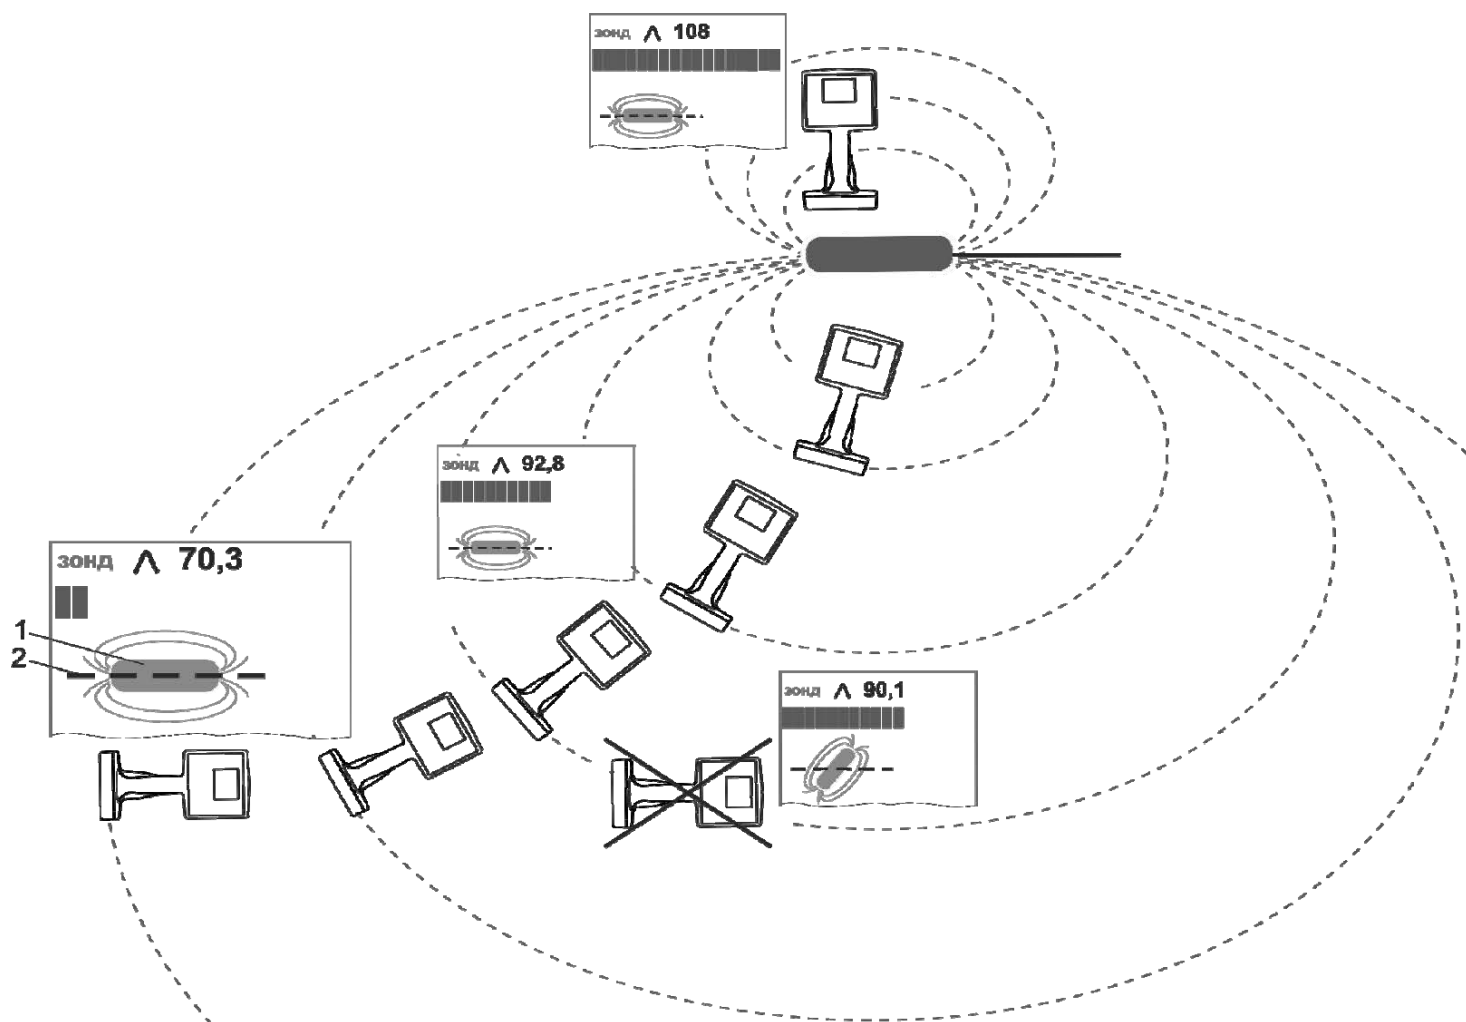 зонд Λ 108
зонд Λ 92,8
зонд Λ 70,3
1
2
зонд Λ 90,1